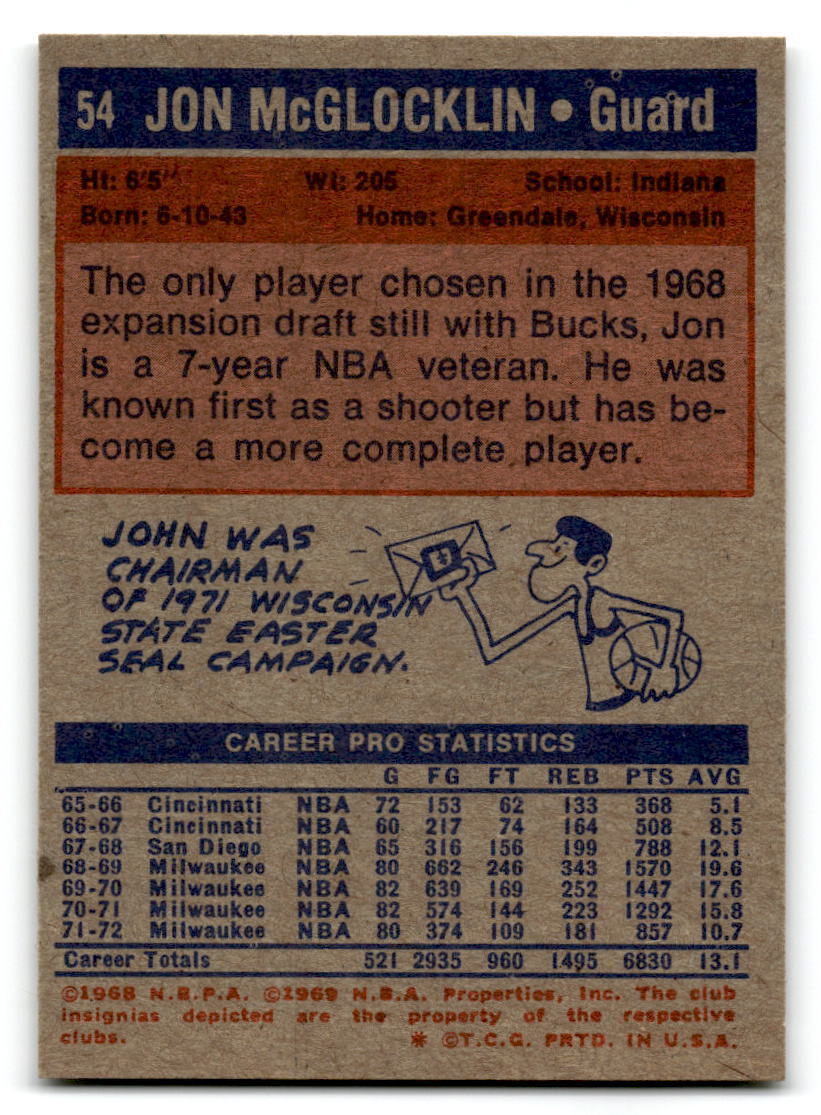 54 JON McGLOCKLIN • Guard
Ht: 6'5" Wt: 205 School: Indiana
Born: 6-10-43 Home: Greendale, Wisconsin
The only player chosen in the 1968
expansion draft still with Bucks, Jon
is a 7-year NBA veteran. He was
known first as a shooter but has be-
come a more complete player.
JOHN WAS
CHAIRMAN
OF 1971 WISCONSIN
STATE EASTER
SEAL CAMPAIGN.
CAREER PRO STATISTICS
G FG FT REB PTS AVG
65-66 Cincinnati NBA 72 153 62 133 368 5.1
66-67 Cincinnati NBA 60 217 74 164 508 8.5
67-68 San Diego NBA 65 316 156 199 788 12.1
68-69 Milwaukee NBA 80 662 246 343 1570 19.6
69-70 Milwaukee NBA 82 639 169 252 1447 17.6
70-71 Milwaukee NBA 82 574 144 223 1292 15.8
71-72 Milwaukee NBA 80 374 109 181 857 10.7
Career Totals 521 2935 960 1495 6830 13.1
©1968 N.B.P.A. ©1969 N.B.A. Properties, Inc. The club
insignias depicted are the property of the respective
clubs. * ©T.C.G. PRTD. IN U.S.A.